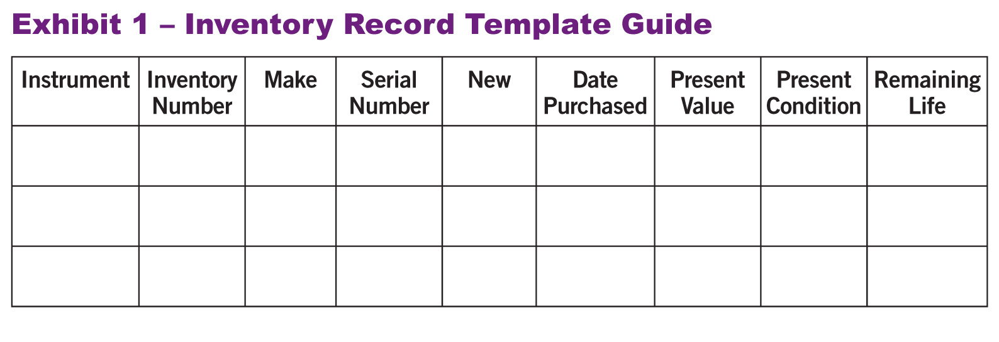 Exhibit 1 – Inventory Record Template Guide
Instrument
Inventory
Number
Make
Serial
Number
New
Date
Purchased
Present
Value
Present
Condition
Remaining
Life